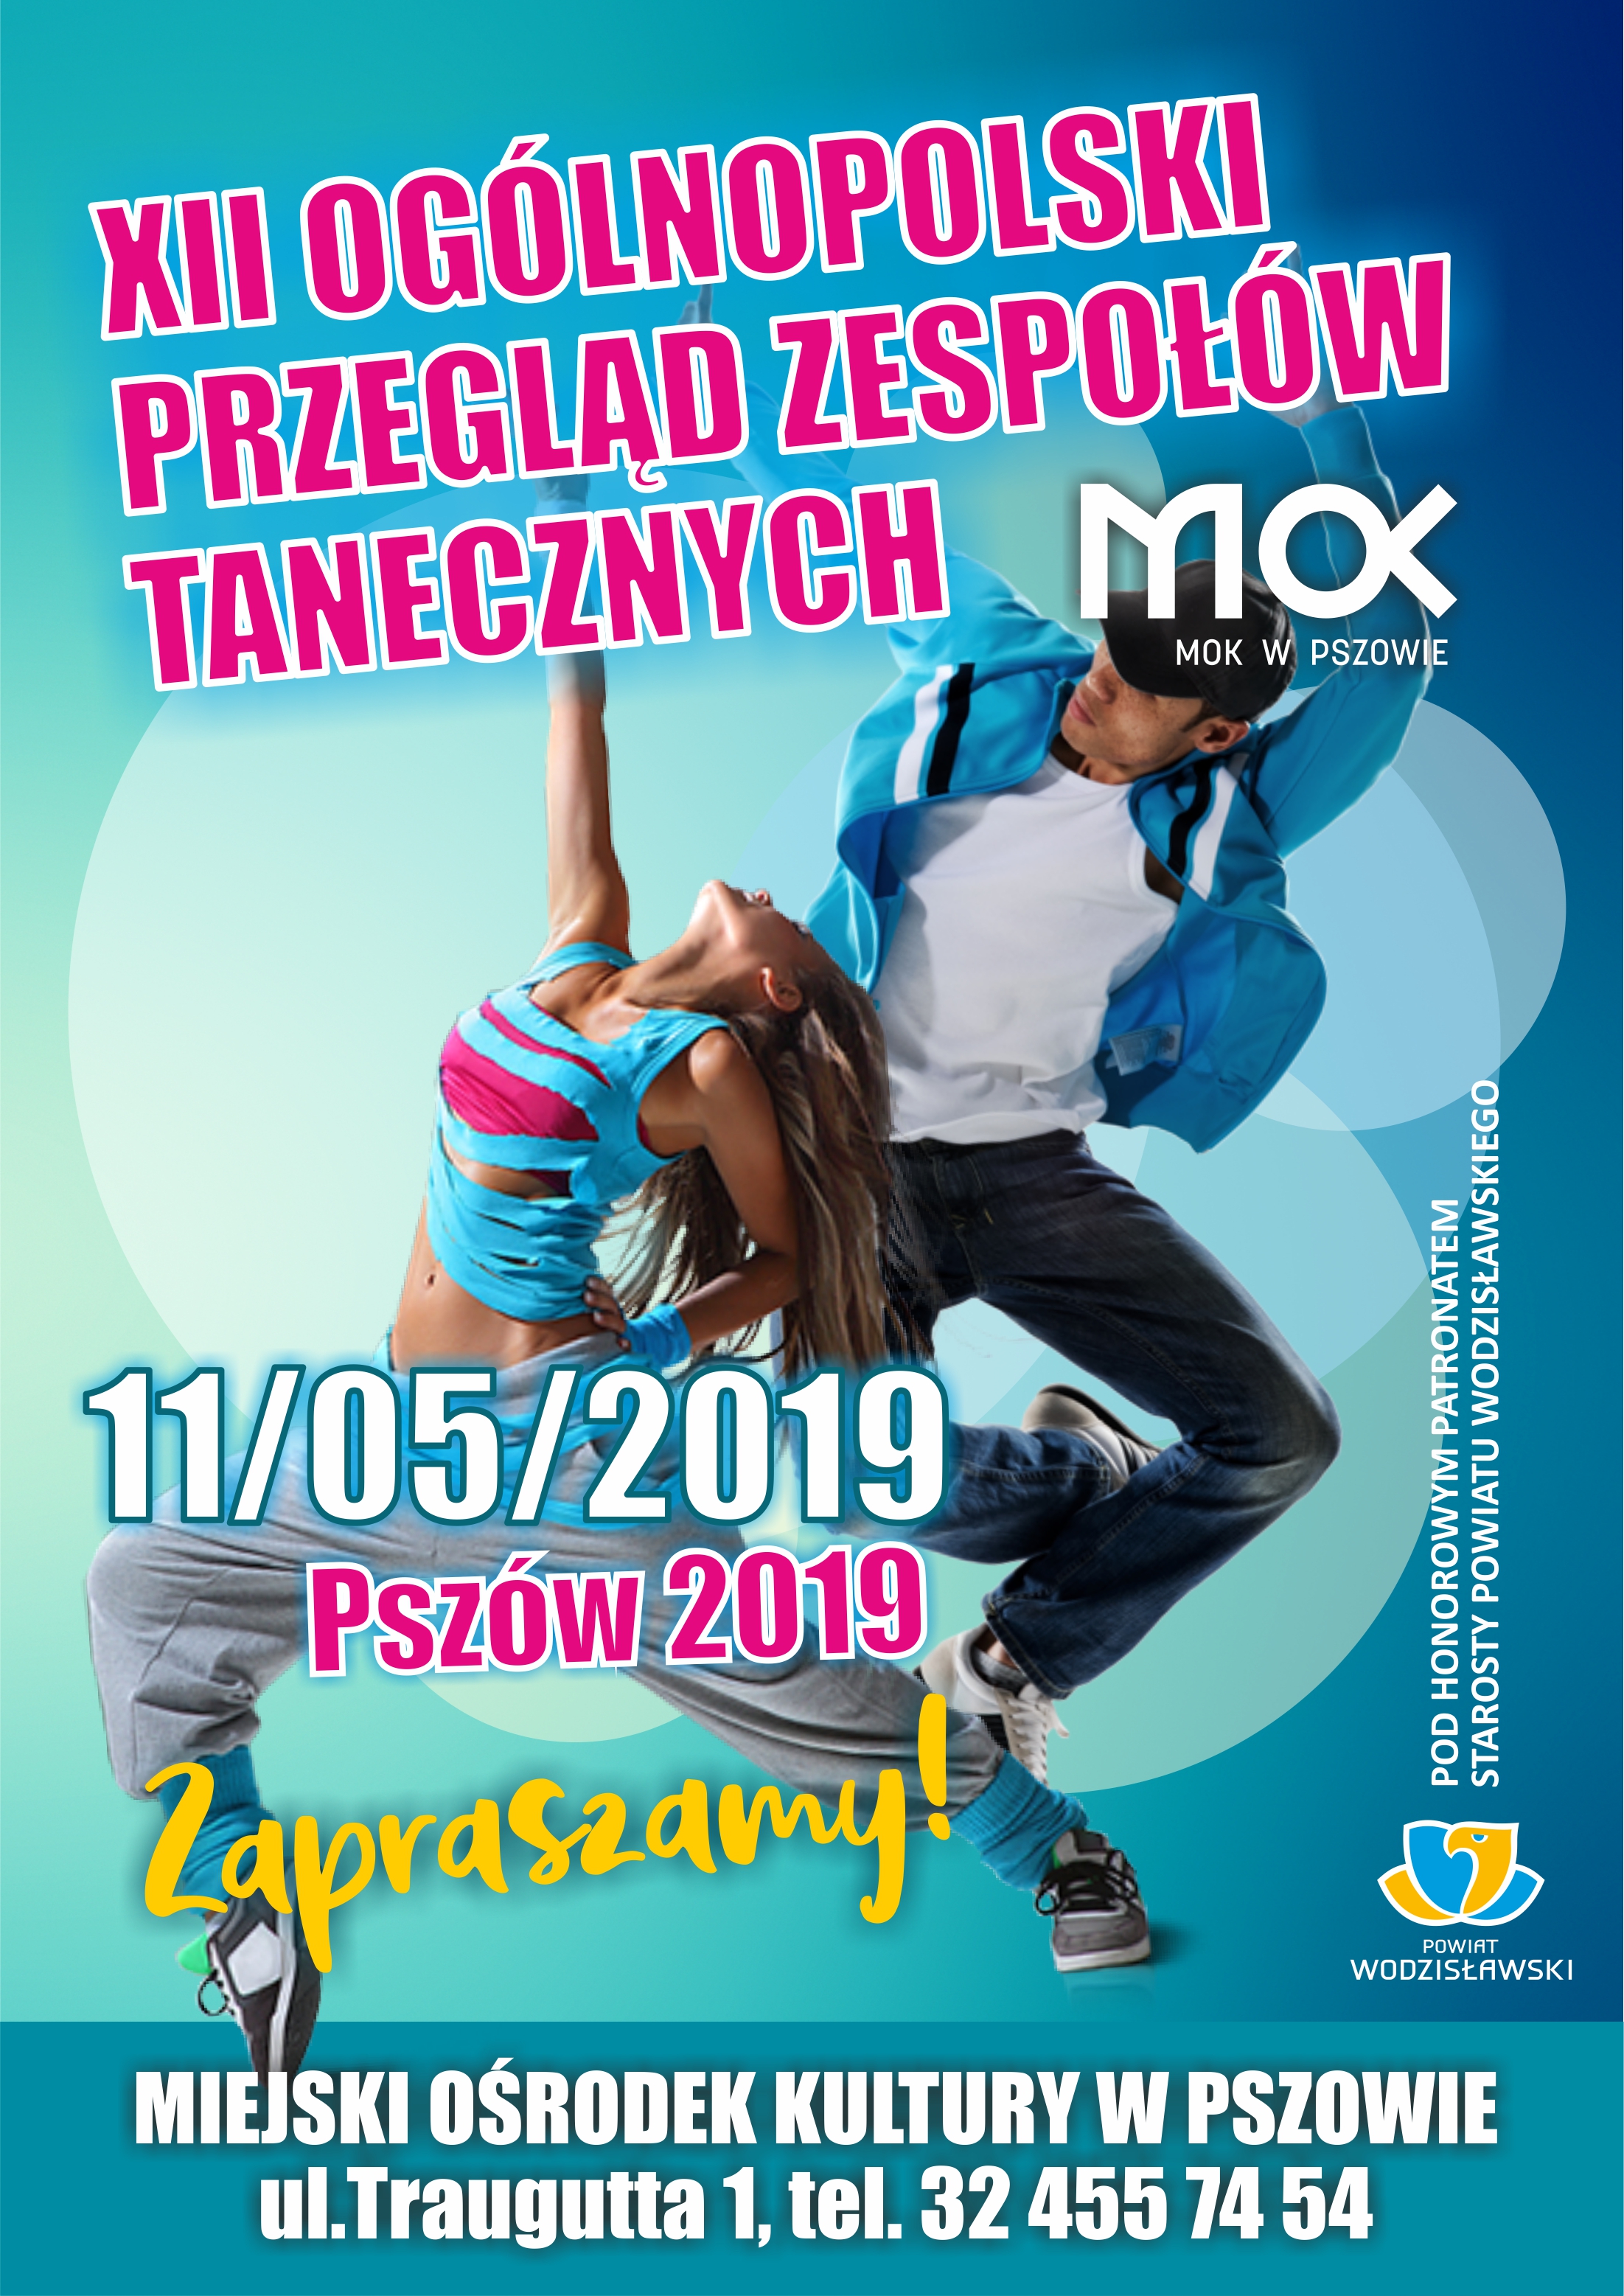 XII OGÓLNOPOLSKI
PRZEGLĄD ZESPOŁÓW
TANECZNYCH
MOK
MOK W PSZOWIE
11/05/2019
Pszów 2019
Zapraszamy!
POD HONOROWYM PATRONATEM
STAROSTY POWIATU WODZISŁAWSKIEGO
POWIAT
WODZISŁAWSKI
MIEJSKI OŚRODEK KULTURY W PSZOWIE
ul.Traugutta 1, tel. 32 455 74 54